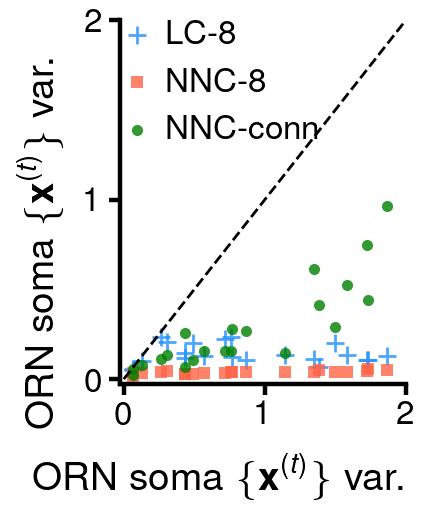 2
LC-8
NNC-8
NNC-conn
1
0
ORN soma {x^(t)} var.
0 1 2
ORN soma {x^(t)} var.